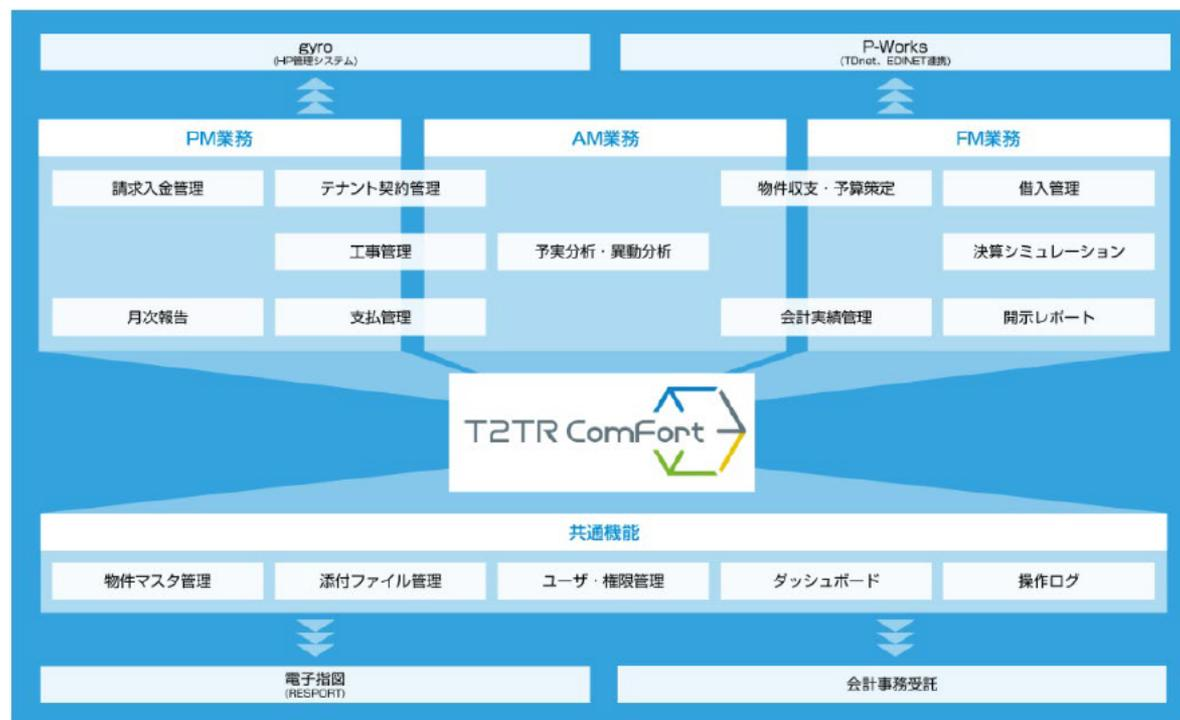 gyro
(HP管理システム)
P-Works
(TDnet、EDINET連携)
PM業務
AM業務
FM業務
請求入金管理
テナント契約管理
物件収支・予算策定
借入管理
工事管理
予実分析・異動分析
決算シミュレーション
月次報告
支払管理
会計実績管理
開示レポート
T2TR ComFort
共通機能
物件マスタ管理
添付ファイル管理
ユーザ・権限管理
ダッシュボード
操作ログ
電子指図
(RESPORT)
会計事務受託